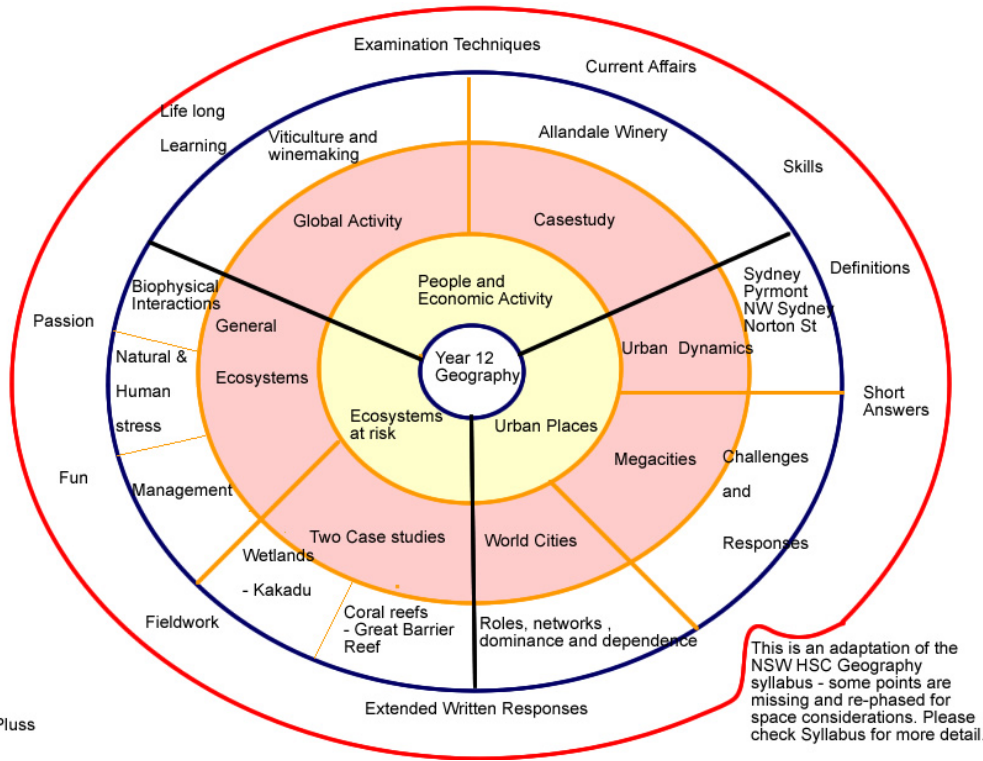 Examination Techniques
Current Affairs
Life long
Learning
Viticulture and
winemaking
Allandale Winery
Skills
Global Activity
Casestudy
Definitions
Sydney
Pyrmont
NW Sydney
Norton St
People and
Economic Activity
Biophysical
Interactions
Passion
General
Ecosystems
Natural &
Human
stress
Year 12
Geography
Urban Dynamics
Short
Answers
Ecosystems
at risk
Urban Places
Megacities
Challenges
and
Responses
Fun
Management
Two Case studies
World Cities
Wetlands
- Kakadu
Coral reefs
- Great Barrier
Reef
Roles, networks ,
dominance and dependence
Fieldwork
Extended Written Responses
This is an adaptation of the
NSW HSC Geography
syllabus - some points are
missing and re-phased for
space considerations. Please
check Syllabus for more detail.
Pluss